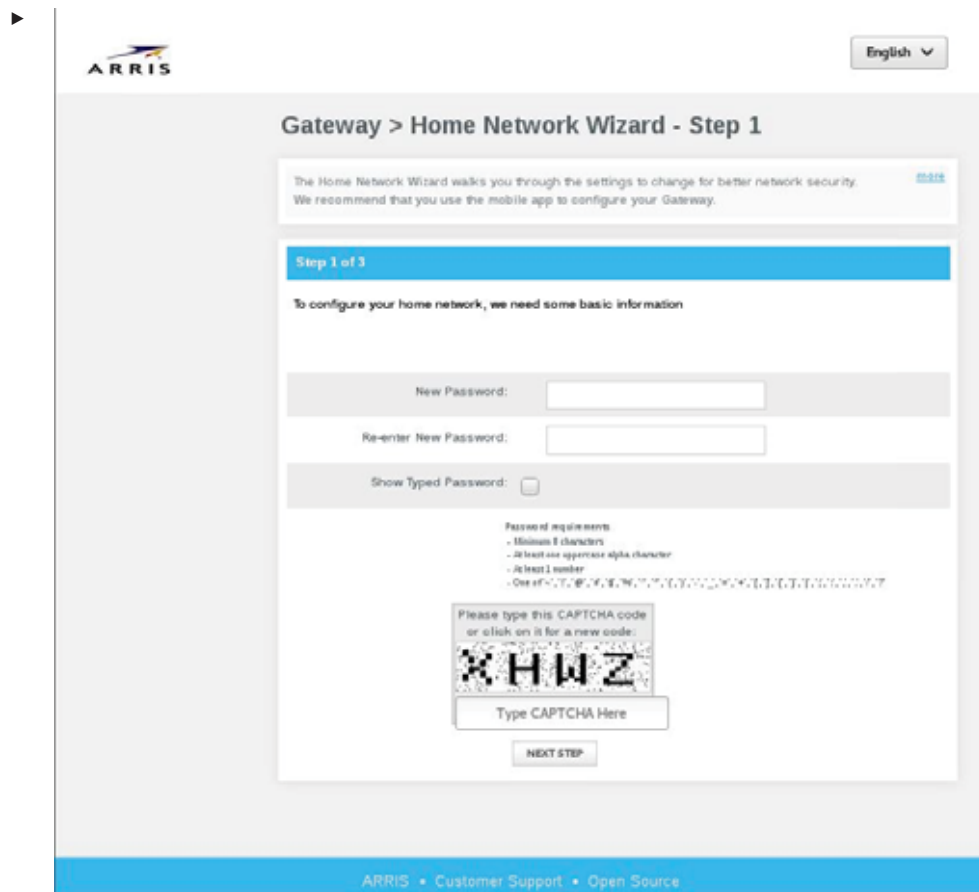 ARRIS
English
Gateway > Home Network Wizard - Step 1
The Home Network Wizard walks you through the settings to change for better network security.
more
We recommend that you use the mobile app to configure your Gateway.
Step 1 of 3
To configure your home network, we need some basic information
New Password:
Re-enter New Password:
Show Typed Password:
Password requirements
- Minimum 8 characters
- At least one uppercase alpha character
- At least 1 number
- One of
Please type this CAPTCHA code
or click on it for a new code:
XHWZ
Type CAPTCHA Here
NEXT STEP
ARRIS • Customer Support • Open Source